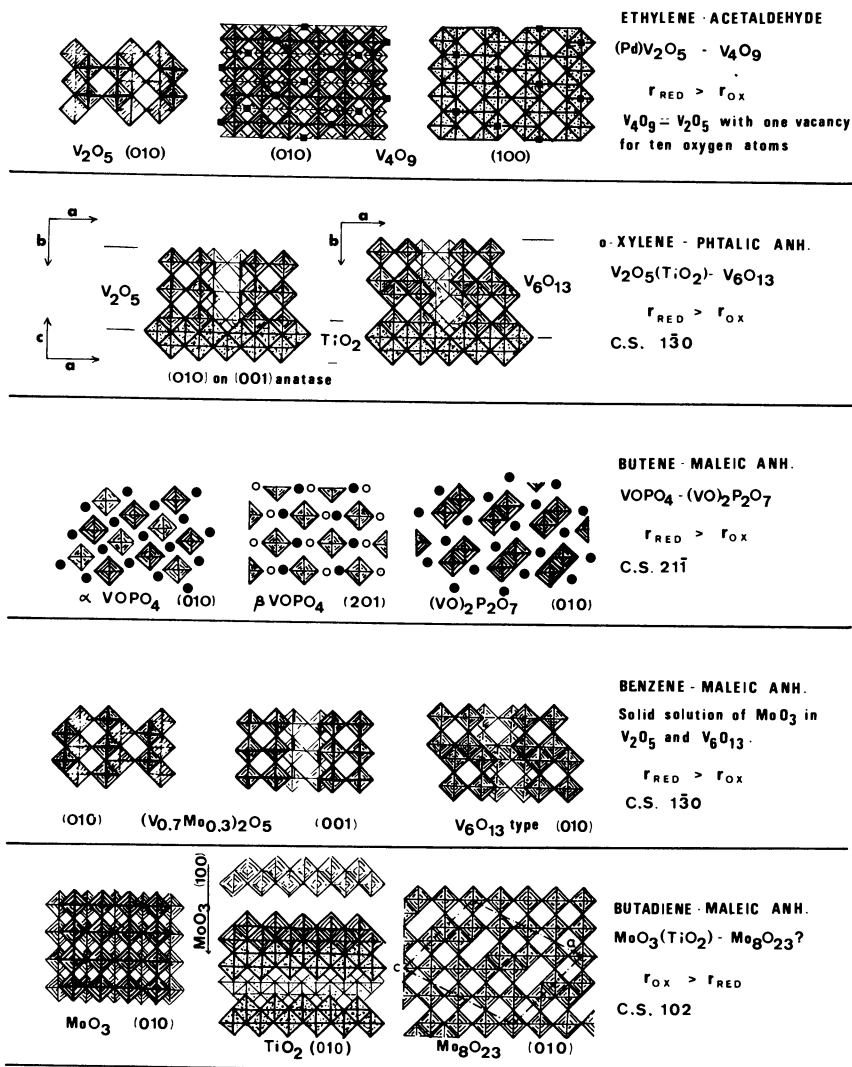 ETHYLENE - ACETALDEHYDE
(Pd)V2O5 - V4O9
rRED > rOX
V4O9 = V2O5 with one vacancy
for ten oxygen atoms
V2O5 (010)
(010) V4O9 (100)
a
b
a
b
V2O5
c
a
TiO2
V6O13
(010) on (001) anatase
o-XYLENE - PHTALIC ANH.
V2O5(TiO2) - V6O13
rRED > rOX
C.S. 13̄0
BUTENE - MALEIC ANH.
VOPO4 - (VO)2P2O7
rRED > rOX
C.S. 211̄
α VOPO4 (010)
β VOPO4 (201)
(VO)2P2O7 (010)
BENZENE - MALEIC ANH.
Solid solution of MoO3 in
V2O5 and V6O13.
rRED > rOX
C.S. 13̄0
(010) (V0.7Mo0.3)2O5 (001)
V6O13 type (010)
MoO3 (100)
c
a
BUTADIENE - MALEIC ANH.
MoO3(TiO2) - Mo8O23?
rOX > rRED
C.S. 102
MoO3 (010)
TiO2 (010)
Mo8O23 (010)